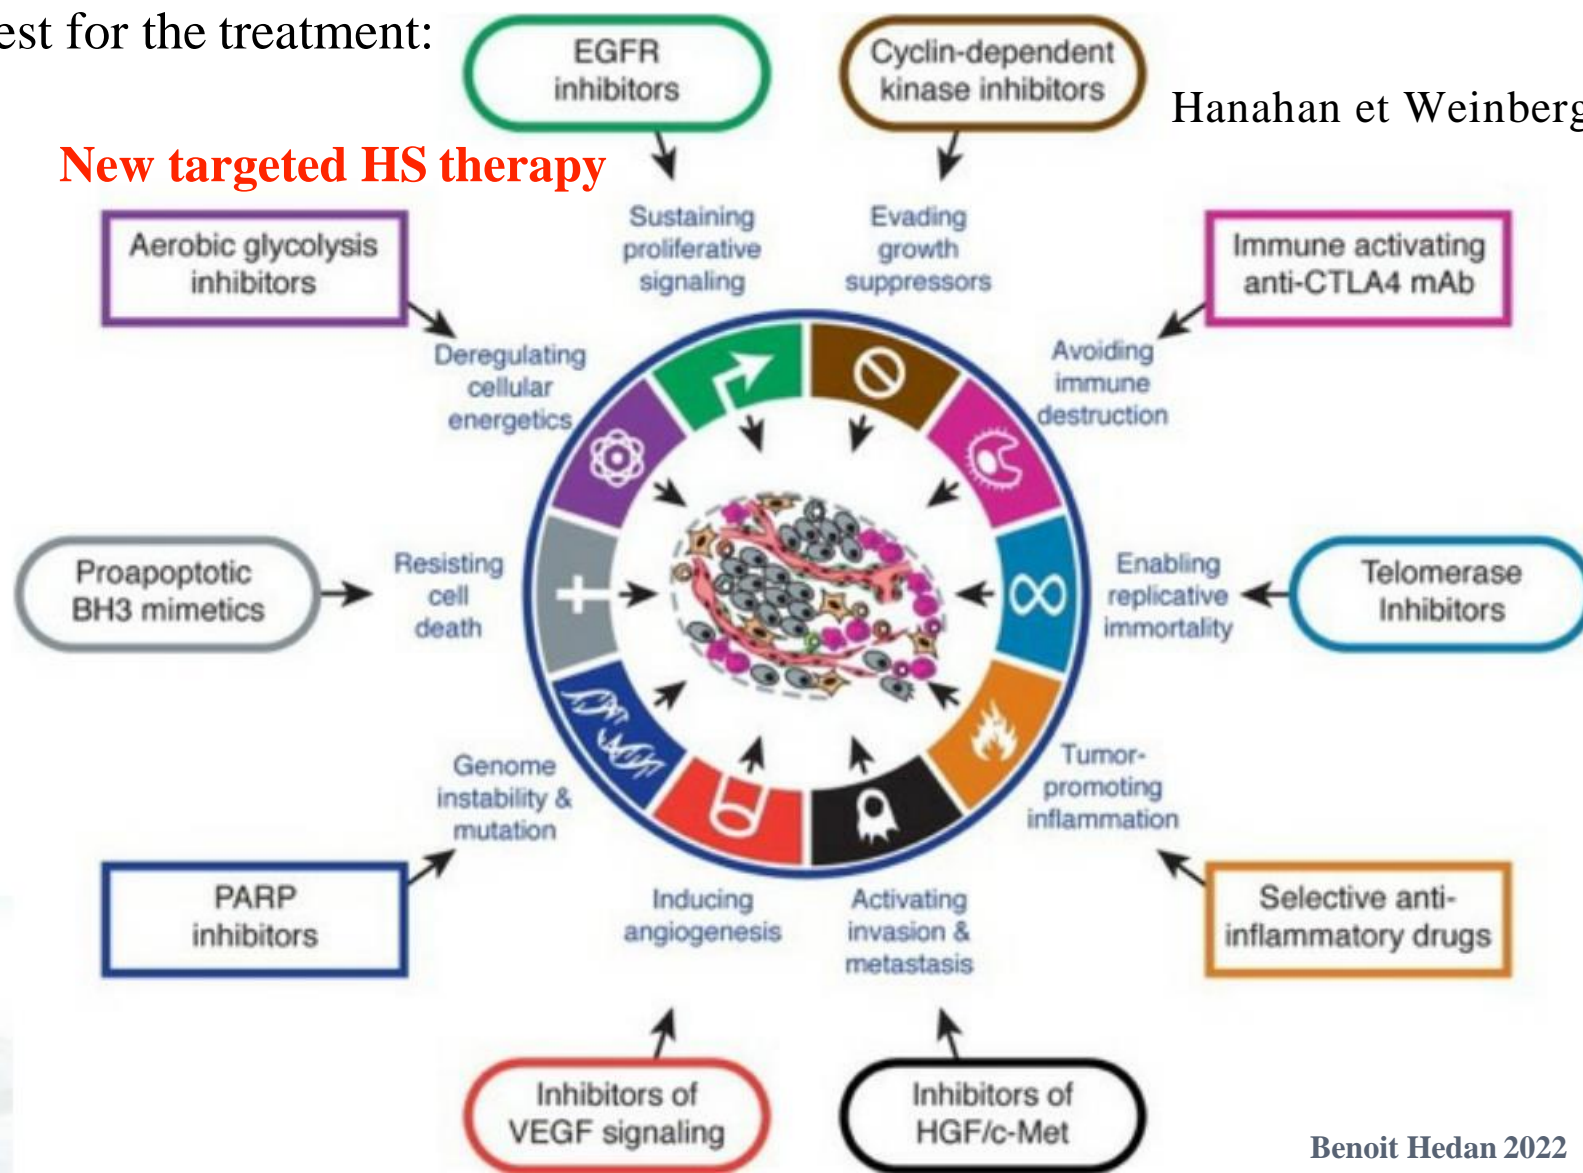 est for the treatment:
EGFR
inhibitors
Cyclin-dependent
kinase inhibitors
Hanahan et Weinberg
New targeted HS therapy
Aerobic glycolysis
inhibitors
Sustaining
proliferative
signaling
Evading
growth
suppressors
Immune activating
anti-CTLA4 mAb
Deregulating
cellular
energetics
Avoiding
immune
destruction
Proapoptotic
BH3 mimetics
Resisting
cell
death
Enabling
replicative
immortality
Telomerase
Inhibitors
Genome
instability &
mutation
Tumor-
promoting
inflammation
PARP
inhibitors
Inducing
angiogenesis
Activating
invasion &
metastasis
Selective anti-
inflammatory drugs
Inhibitors of
VEGF signaling
Inhibitors of
HGF/c-Met
Benoit Hedan 2022